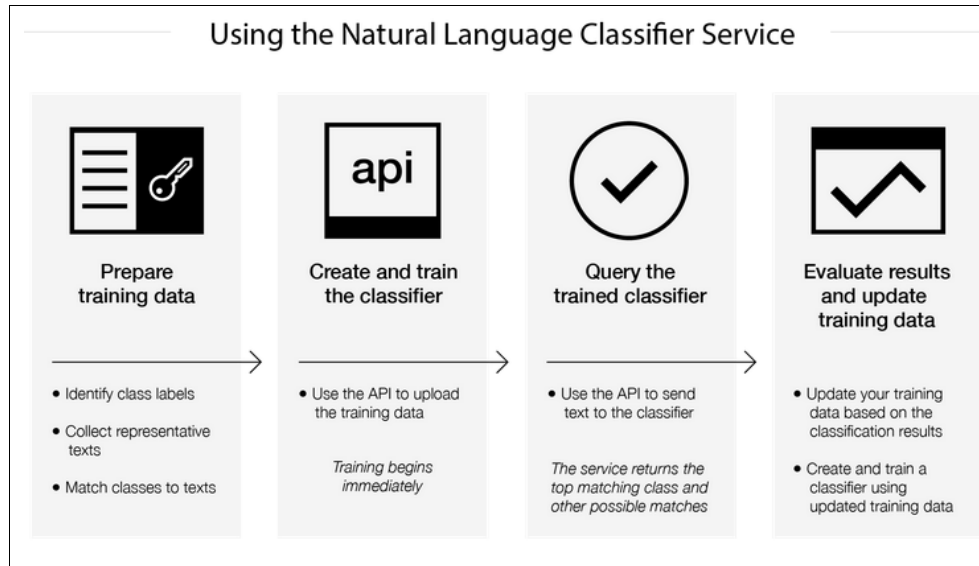 Using the Natural Language Classifier Service
api
Prepare
training data
• Identify class labels
• Collect representative
texts
• Match classes to texts
Create and train
the classifier
• Use the API to upload
the training data
Training begins
immediately
Query the
trained classifier
• Use the API to send
text to the classifier
The service returns the
top matching class and
other possible matches
Evaluate results
and update
training data
• Update your training
data based on the
classification results
• Create and train a
classifier using
updated training data